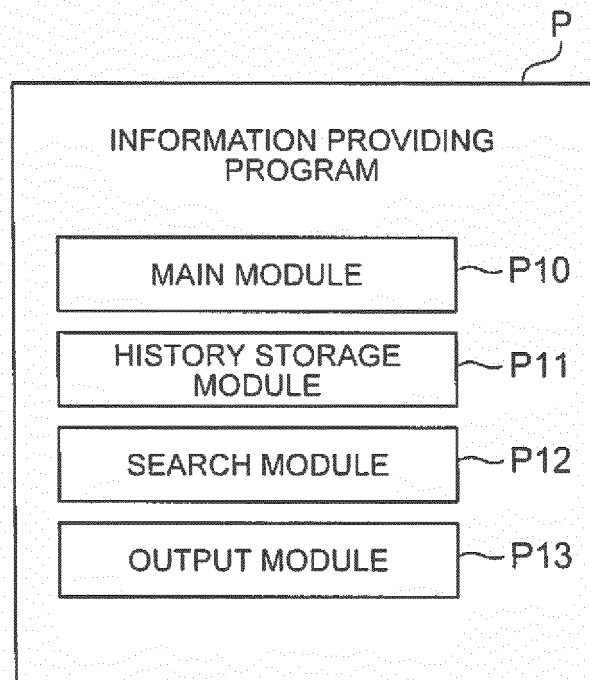 P
INFORMATION PROVIDING
PROGRAM
MAIN MODULE
P10
HISTORY STORAGE
MODULE
P11
SEARCH MODULE
P12
OUTPUT MODULE
P13